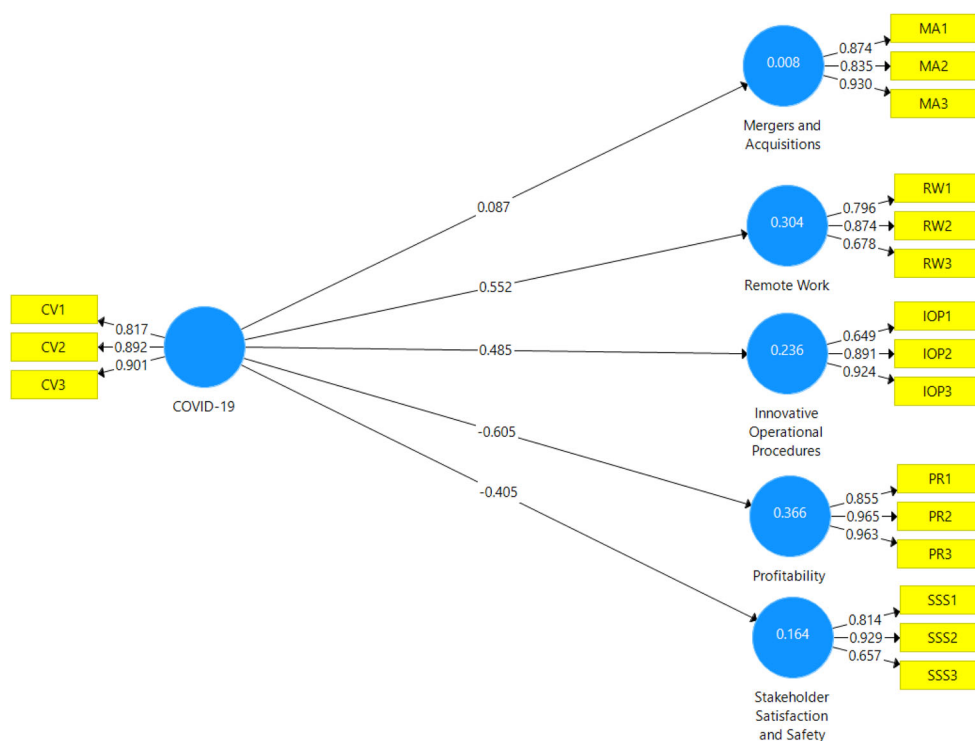 MA1
0.874
0.008
0.835
MA2
0.930
MA3
Mergers and
Acquisitions
0.087
RW1
0.796
0.304
0.874
RW2
0.678
RW3
Remote Work
0.552
CV1
0.817
CV2
0.892
0.901
CV3
COVID-19
0.485
IOP1
0.649
0.236
0.891
IOP2
0.924
IOP3
Innovative
Operational
Procedures
-0.605
PR1
0.855
0.366
0.965
PR2
0.963
PR3
Profitability
-0.405
SSS1
0.814
0.164
0.929
SSS2
0.657
SSS3
Stakeholder
Satisfaction
and Safety